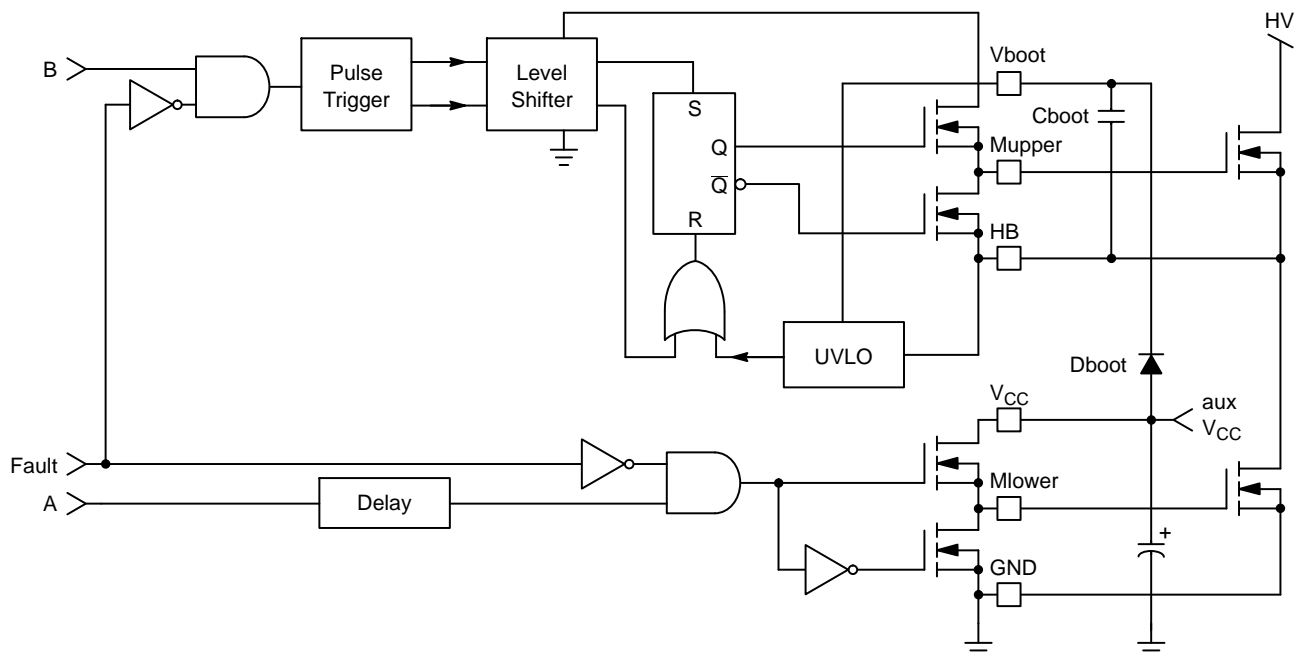 HV
B
Pulse
Trigger
Level
Shifter
Vboot
Cboot
S
Q
Q̅
R
Mupper
HB
UVLO
Dboot
VCC
aux
VCC
Fault
A
Delay
Mlower
+
GND